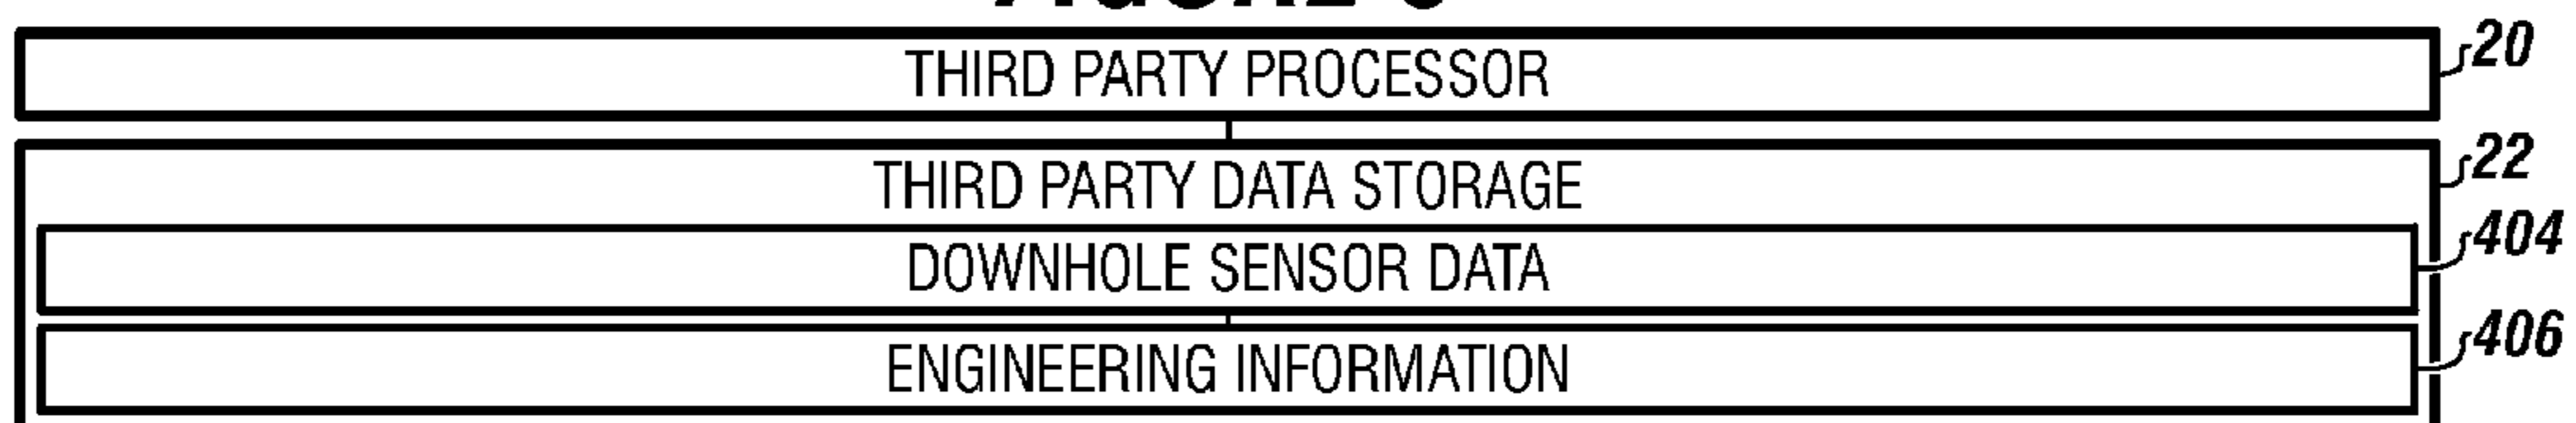 THIRD PARTY PROCESSOR 20
THIRD PARTY DATA STORAGE 22
DOWNHOLE SENSOR DATA 404
ENGINEERING INFORMATION 406